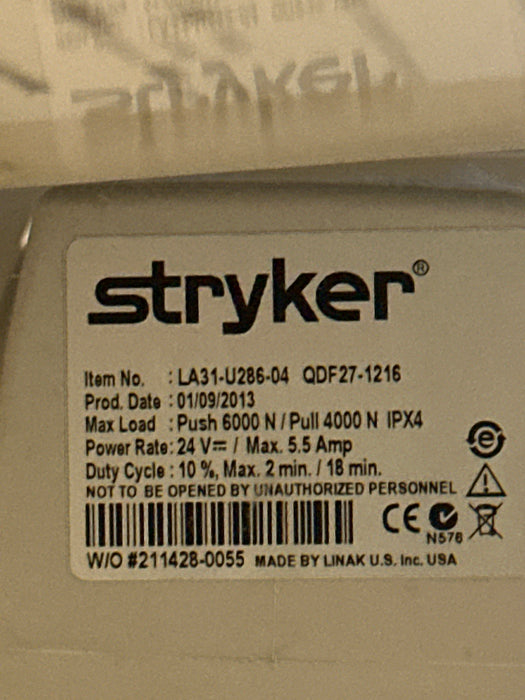 stryker®
Item No. : LA31-U286-04 QDF27-1216
Prod. Date : 01/09/2013
Max Load : Push 6000 N / Pull 4000 N IPX4
Power Rate: 24 V⎓ / Max. 5.5 Amp
Duty Cycle : 10 %, Max. 2 min. / 18 min.
NOT TO BE OPENED BY UNAUTHORIZED PERSONNEL
CE
N576
W/O #211428-0055 MADE BY LINAK U.S. Inc. USA